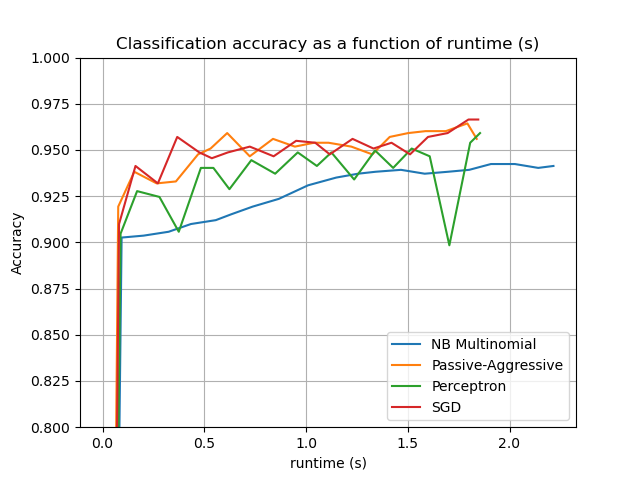 Classification accuracy as a function of runtime (s)
1.000
0.975
0.950
0.925
0.900
0.875
0.850
0.825
0.800
Accuracy
NB Multinomial
Passive-Aggressive
Perceptron
SGD
0.0 0.5 1.0 1.5 2.0
runtime (s)